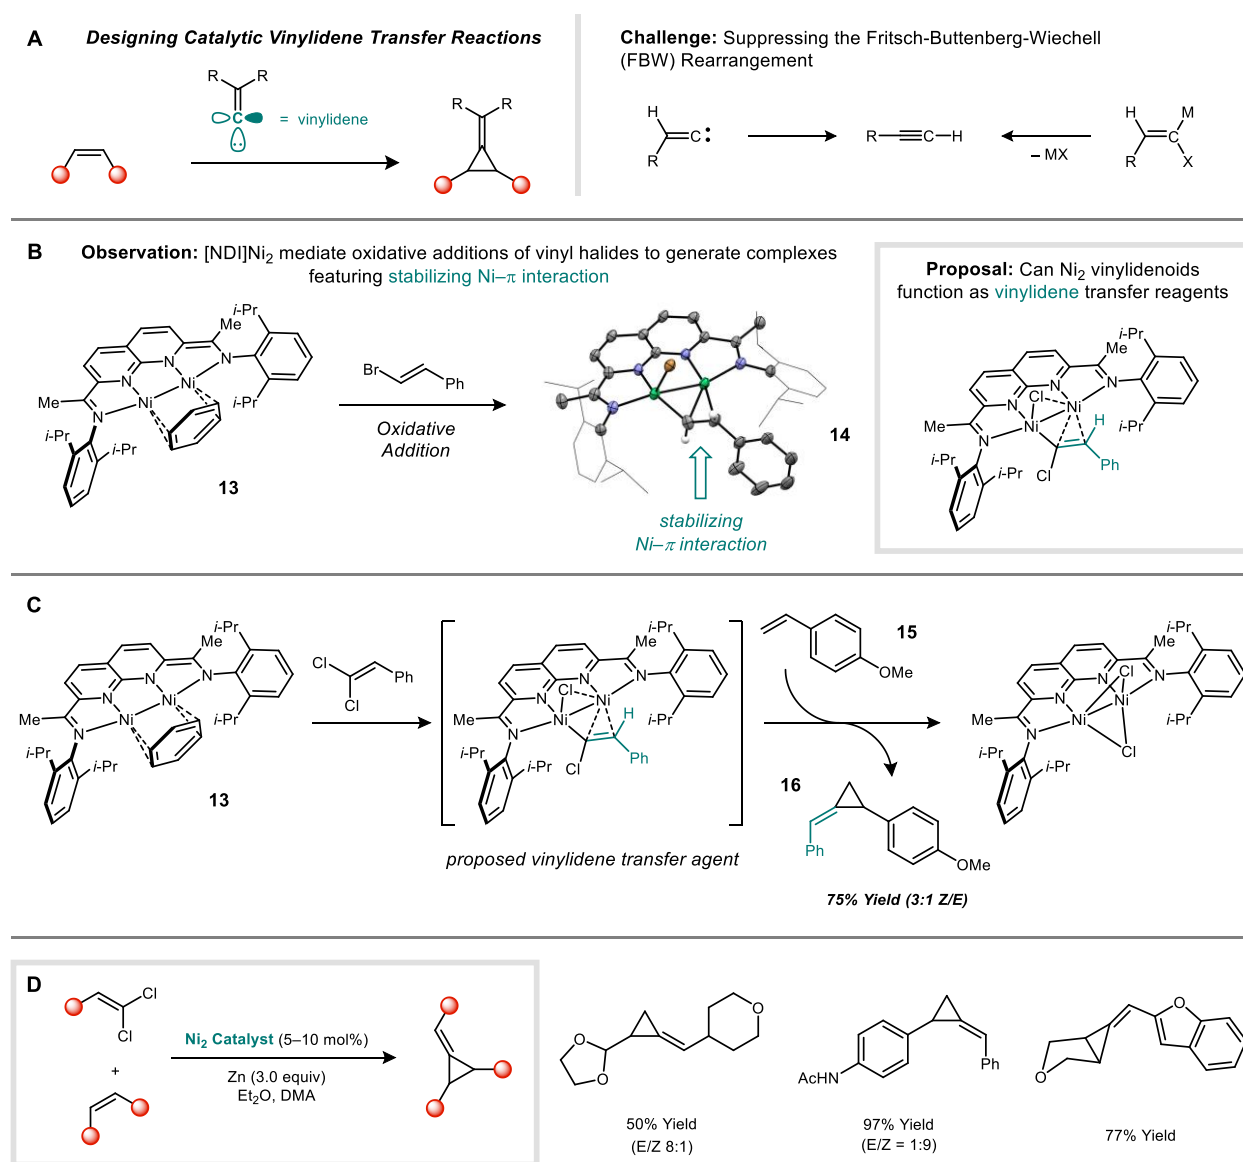 A
Designing Catalytic Vinylidene Transfer Reactions
R R
C
= vinylidene
R R
Challenge: Suppressing the Fritsch-Buttenberg-Wiechell
(FBW) Rearrangement
H
C
R
R C H
– MX
H M
C
R X
B
Observation: [NDI]Ni2 mediate oxidative additions of vinyl halides to generate complexes
featuring stabilizing Ni–π interaction
i-Pr
Me
N N N
Ni
Me Ni i-Pr
N
i-Pr
i-Pr
13
Br Ph
Oxidative
Addition
14
stabilizing
Ni–π interaction
Proposal: Can Ni2 vinylidenoids
function as vinylidene transfer reagents
i-Pr
Me
N N N
Cl Ni
Me Ni H i-Pr
N
i-Pr Ph
Cl i-Pr
C
i-Pr
Me
N N N
Ni
Me Ni i-Pr
N
i-Pr
i-Pr
13
Cl Ph
Cl
i-Pr
Me
N N N
Cl Ni
Me Ni H i-Pr
N
i-Pr Ph
Cl i-Pr
proposed vinylidene transfer agent
15
OMe
16
Ph
OMe
75% Yield (3:1 Z/E)
i-Pr
Me
Cl
N N N
Ni
Me Ni i-Pr
N
Cl
i-Pr
i-Pr
D
Cl
Cl
+
Ni2 Catalyst (5–10 mol%)
Zn (3.0 equiv)
Et2O, DMA
O
O
O
50% Yield
(E/Z 8:1)
AcHN
Ph
97% Yield
(E/Z = 1:9)
O
O
77% Yield